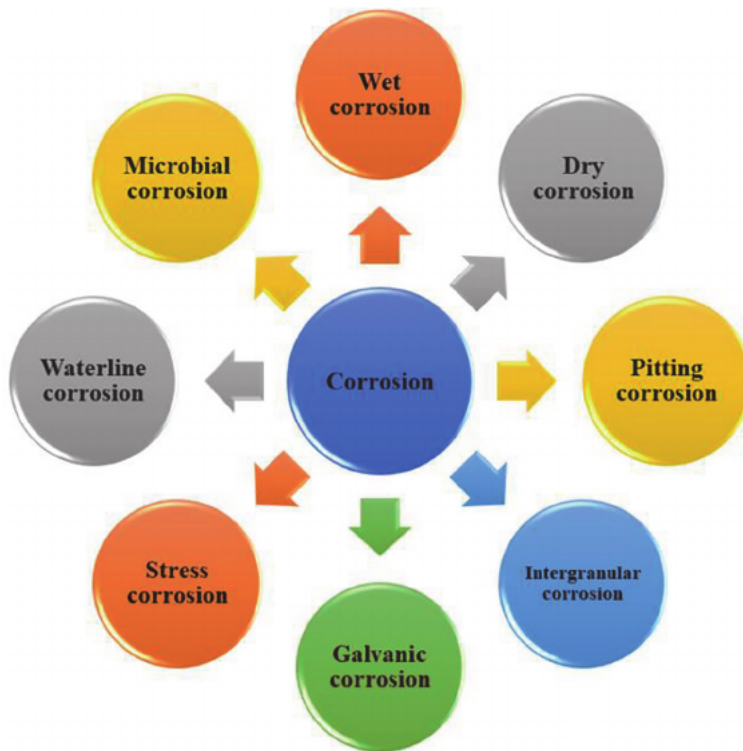 Wet
corrosion
Dry
corrosion
Pitting
corrosion
Intergranular
corrosion
Galvanic
corrosion
Stress
corrosion
Waterline
corrosion
Microbial
corrosion
Corrosion